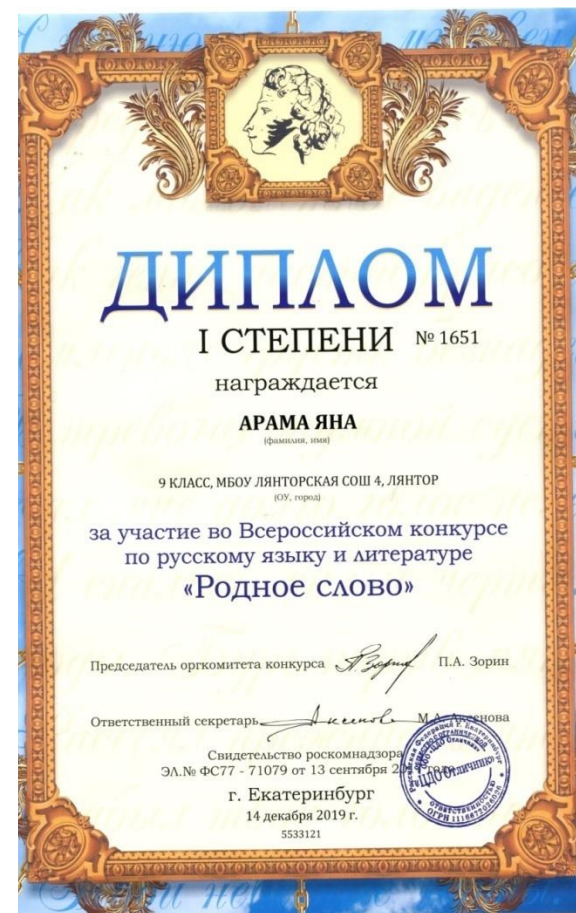 ДИПЛОМ
I СТЕПЕНИ № 1651
награждается
АРАМА ЯНА
(фамилия, имя)
9 КЛАСС, МБОУ ЛЯНТОРСКАЯ СОШ 4, ЛЯНТОР
(ОУ, город)
за участие во Всероссийском конкурсе
по русскому языку и литературе
«Родное слово»
Председатель оргкомитета конкурса П.А. Зорин
Ответственный секретарь М.А. Аксенова
Свидетельство роскомнадзора
ЭЛ.№ ФС77 - 71079 от 13 сентября года
г. Екатеринбург
14 декабря 2019 г.
5533121